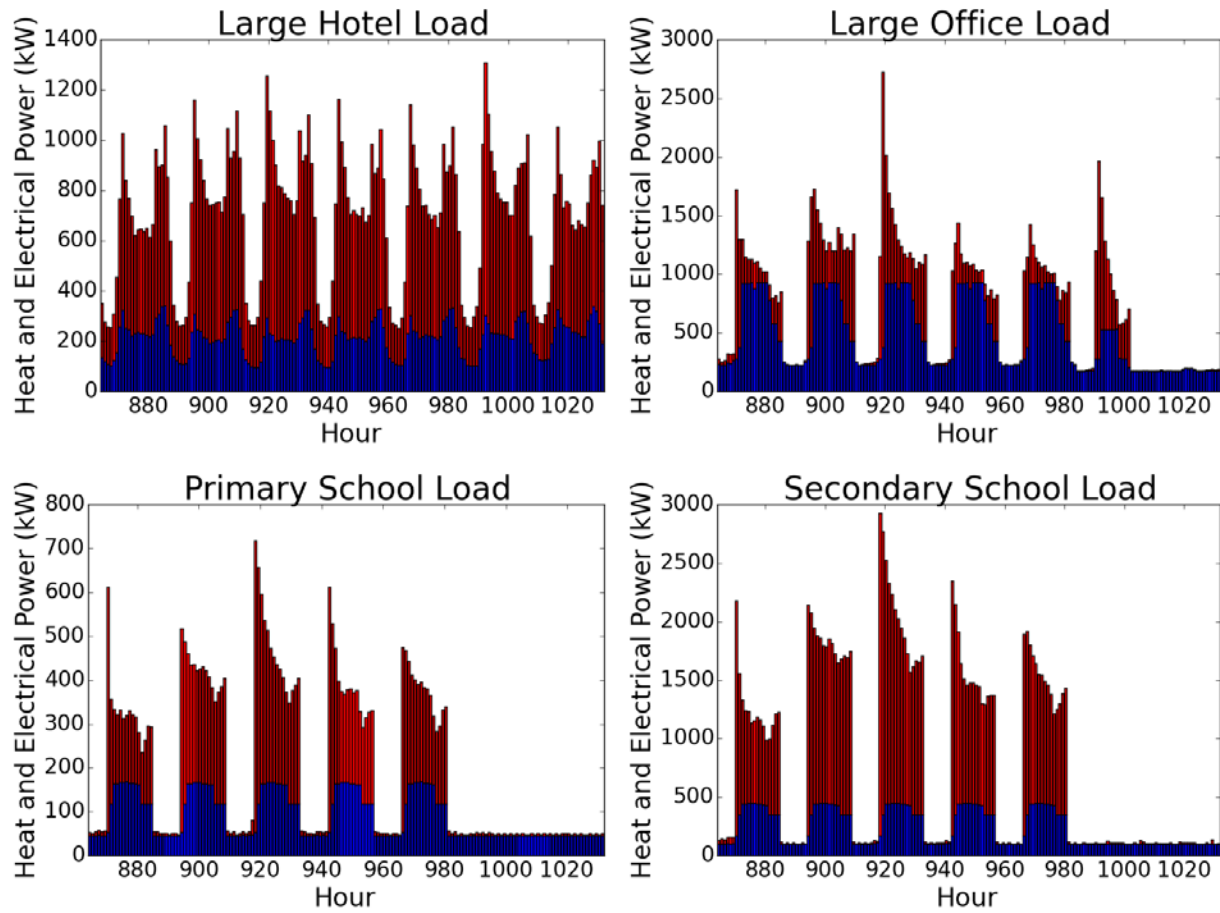 Large Hotel Load
Heat and Electrical Power (kW)
1400
1200
1000
800
600
400
200
0
880 900 920 940 960 980 1000 1020
Hour
Large Office Load
Heat and Electrical Power (kW)
3000
2500
2000
1500
1000
500
0
880 900 920 940 960 980 1000 1020
Hour
Primary School Load
Heat and Electrical Power (kW)
800
700
600
500
400
300
200
100
0
880 900 920 940 960 980 1000 1020
Hour
Secondary School Load
Heat and Electrical Power (kW)
3000
2500
2000
1500
1000
500
0
880 900 920 940 960 980 1000 1020
Hour